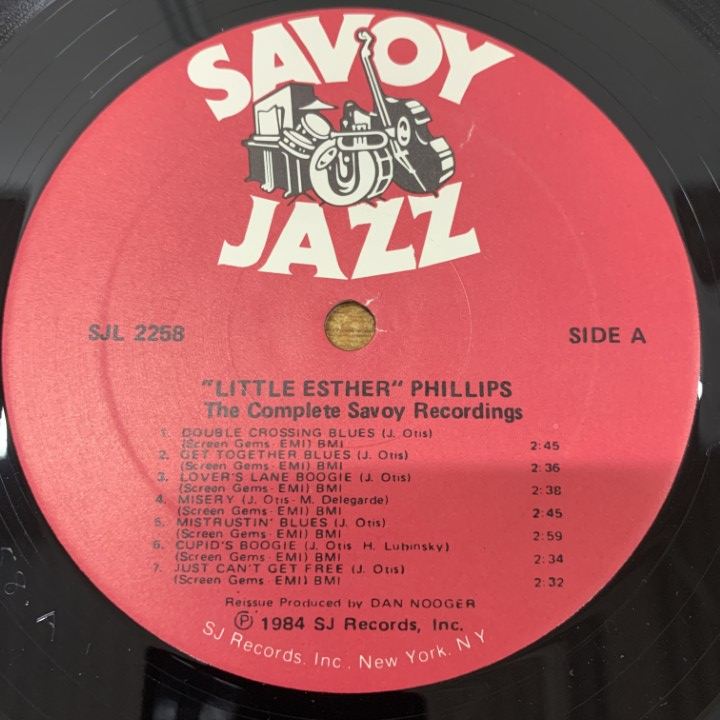 SAVOY
JAZZ
SJL 2258
SIDE A
"LITTLE ESTHER" PHILLIPS
The Complete Savoy Recordings
1. DOUBLE CROSSING BLUES (J. Otis)
(Screen Gems-EMI) BMI 2:45
2. GET TOGETHER BLUES (J. Otis)
(Screen Gems-EMI) BMI 2:36
3. LOVER'S LANE BOOGIE (J. Otis)
(Screen Gems-EMI) BMI 2:38
4. MISERY (J. Otis - M. Delegarde)
(Screen Gems-EMI) BMI 2:45
5. MISTRUSTIN' BLUES (J. Otis)
(Screen Gems-EMI) BMI 2:59
6. CUPID'S BOOGIE (J. Otis - H. Lubinsky)
(Screen Gems-EMI) BMI 2:34
7. JUST CAN'T GET FREE (J. Otis)
(Screen Gems-EMI) BMI 2:32
Reissue Produced by DAN NOOGER
℗ 1984 SJ Records, Inc.
SJ Records, Inc., New York, NY